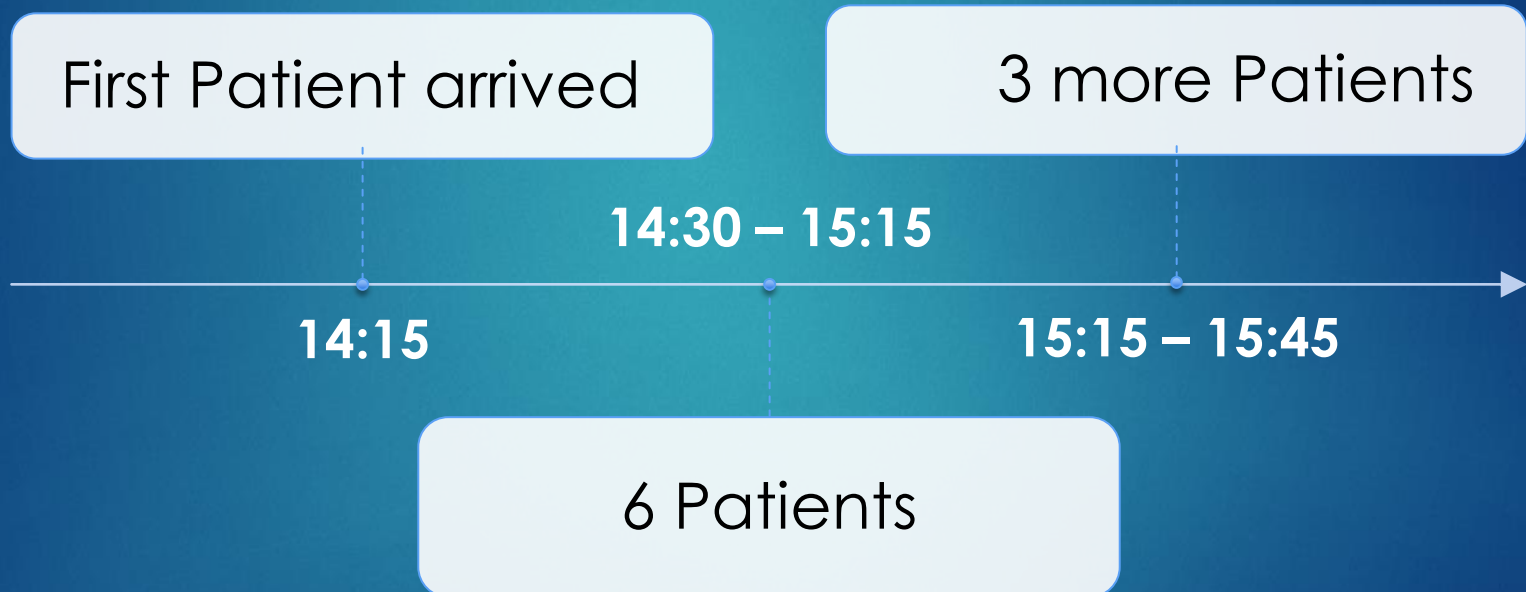 First Patient arrived
3 more Patients
14:30 – 15:15
14:15
15:15 – 15:45
6 Patients